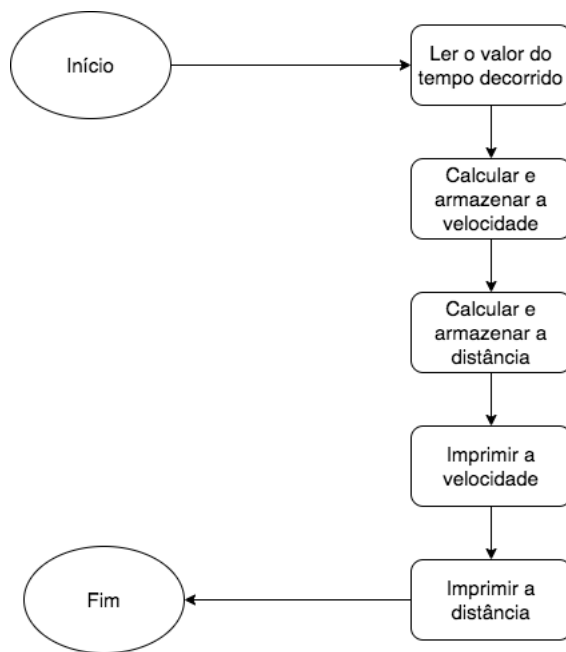 Início
Ler o valor do
tempo decorrido
Calcular e
armazenar a
velocidade
Calcular e
armazenar a
distância
Imprimir a
velocidade
Imprimir a
distância
Fim